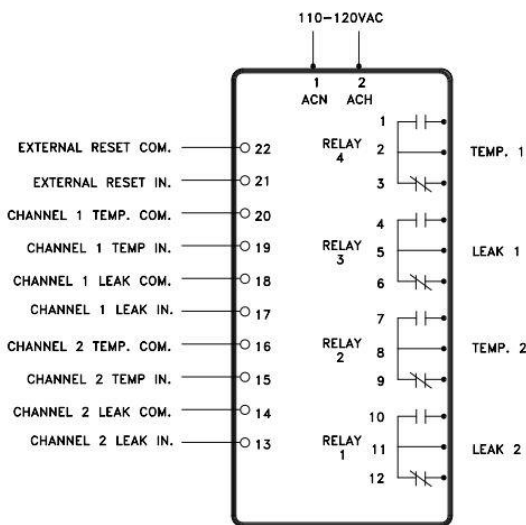 110-120VAC
1 2
ACN ACH
EXTERNAL RESET COM. 22
EXTERNAL RESET IN. 21
CHANNEL 1 TEMP. COM. 20
CHANNEL 1 TEMP IN. 19
CHANNEL 1 LEAK COM. 18
CHANNEL 1 LEAK IN. 17
CHANNEL 2 TEMP. COM. 16
CHANNEL 2 TEMP IN. 15
CHANNEL 2 LEAK COM. 14
CHANNEL 2 LEAK IN. 13
1
RELAY 2 TEMP. 1
4
3
4
RELAY 5 LEAK 1
3
6
7
RELAY 8 TEMP. 2
2
9
10
RELAY 11 LEAK 2
1
12